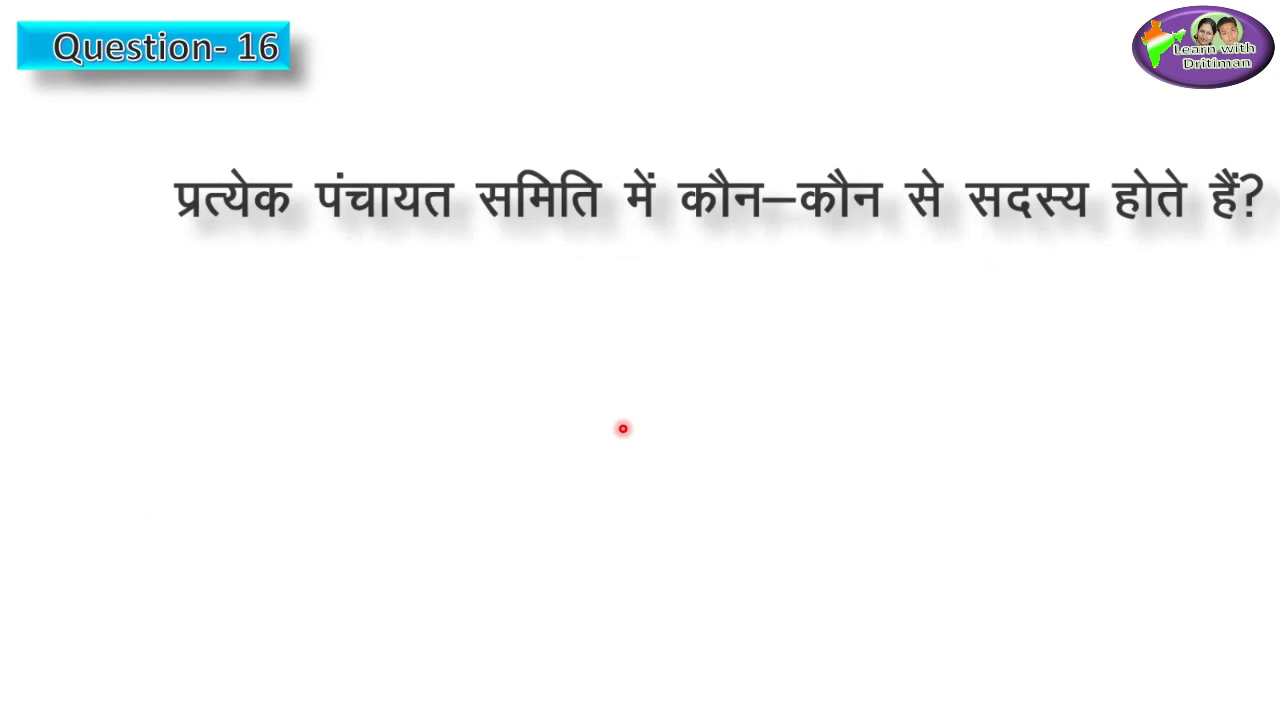 Question- 16
Learn with
Dritiman
प्रत्येक पंचायत समिति में कौन–कौन से सदस्य होते हैं?